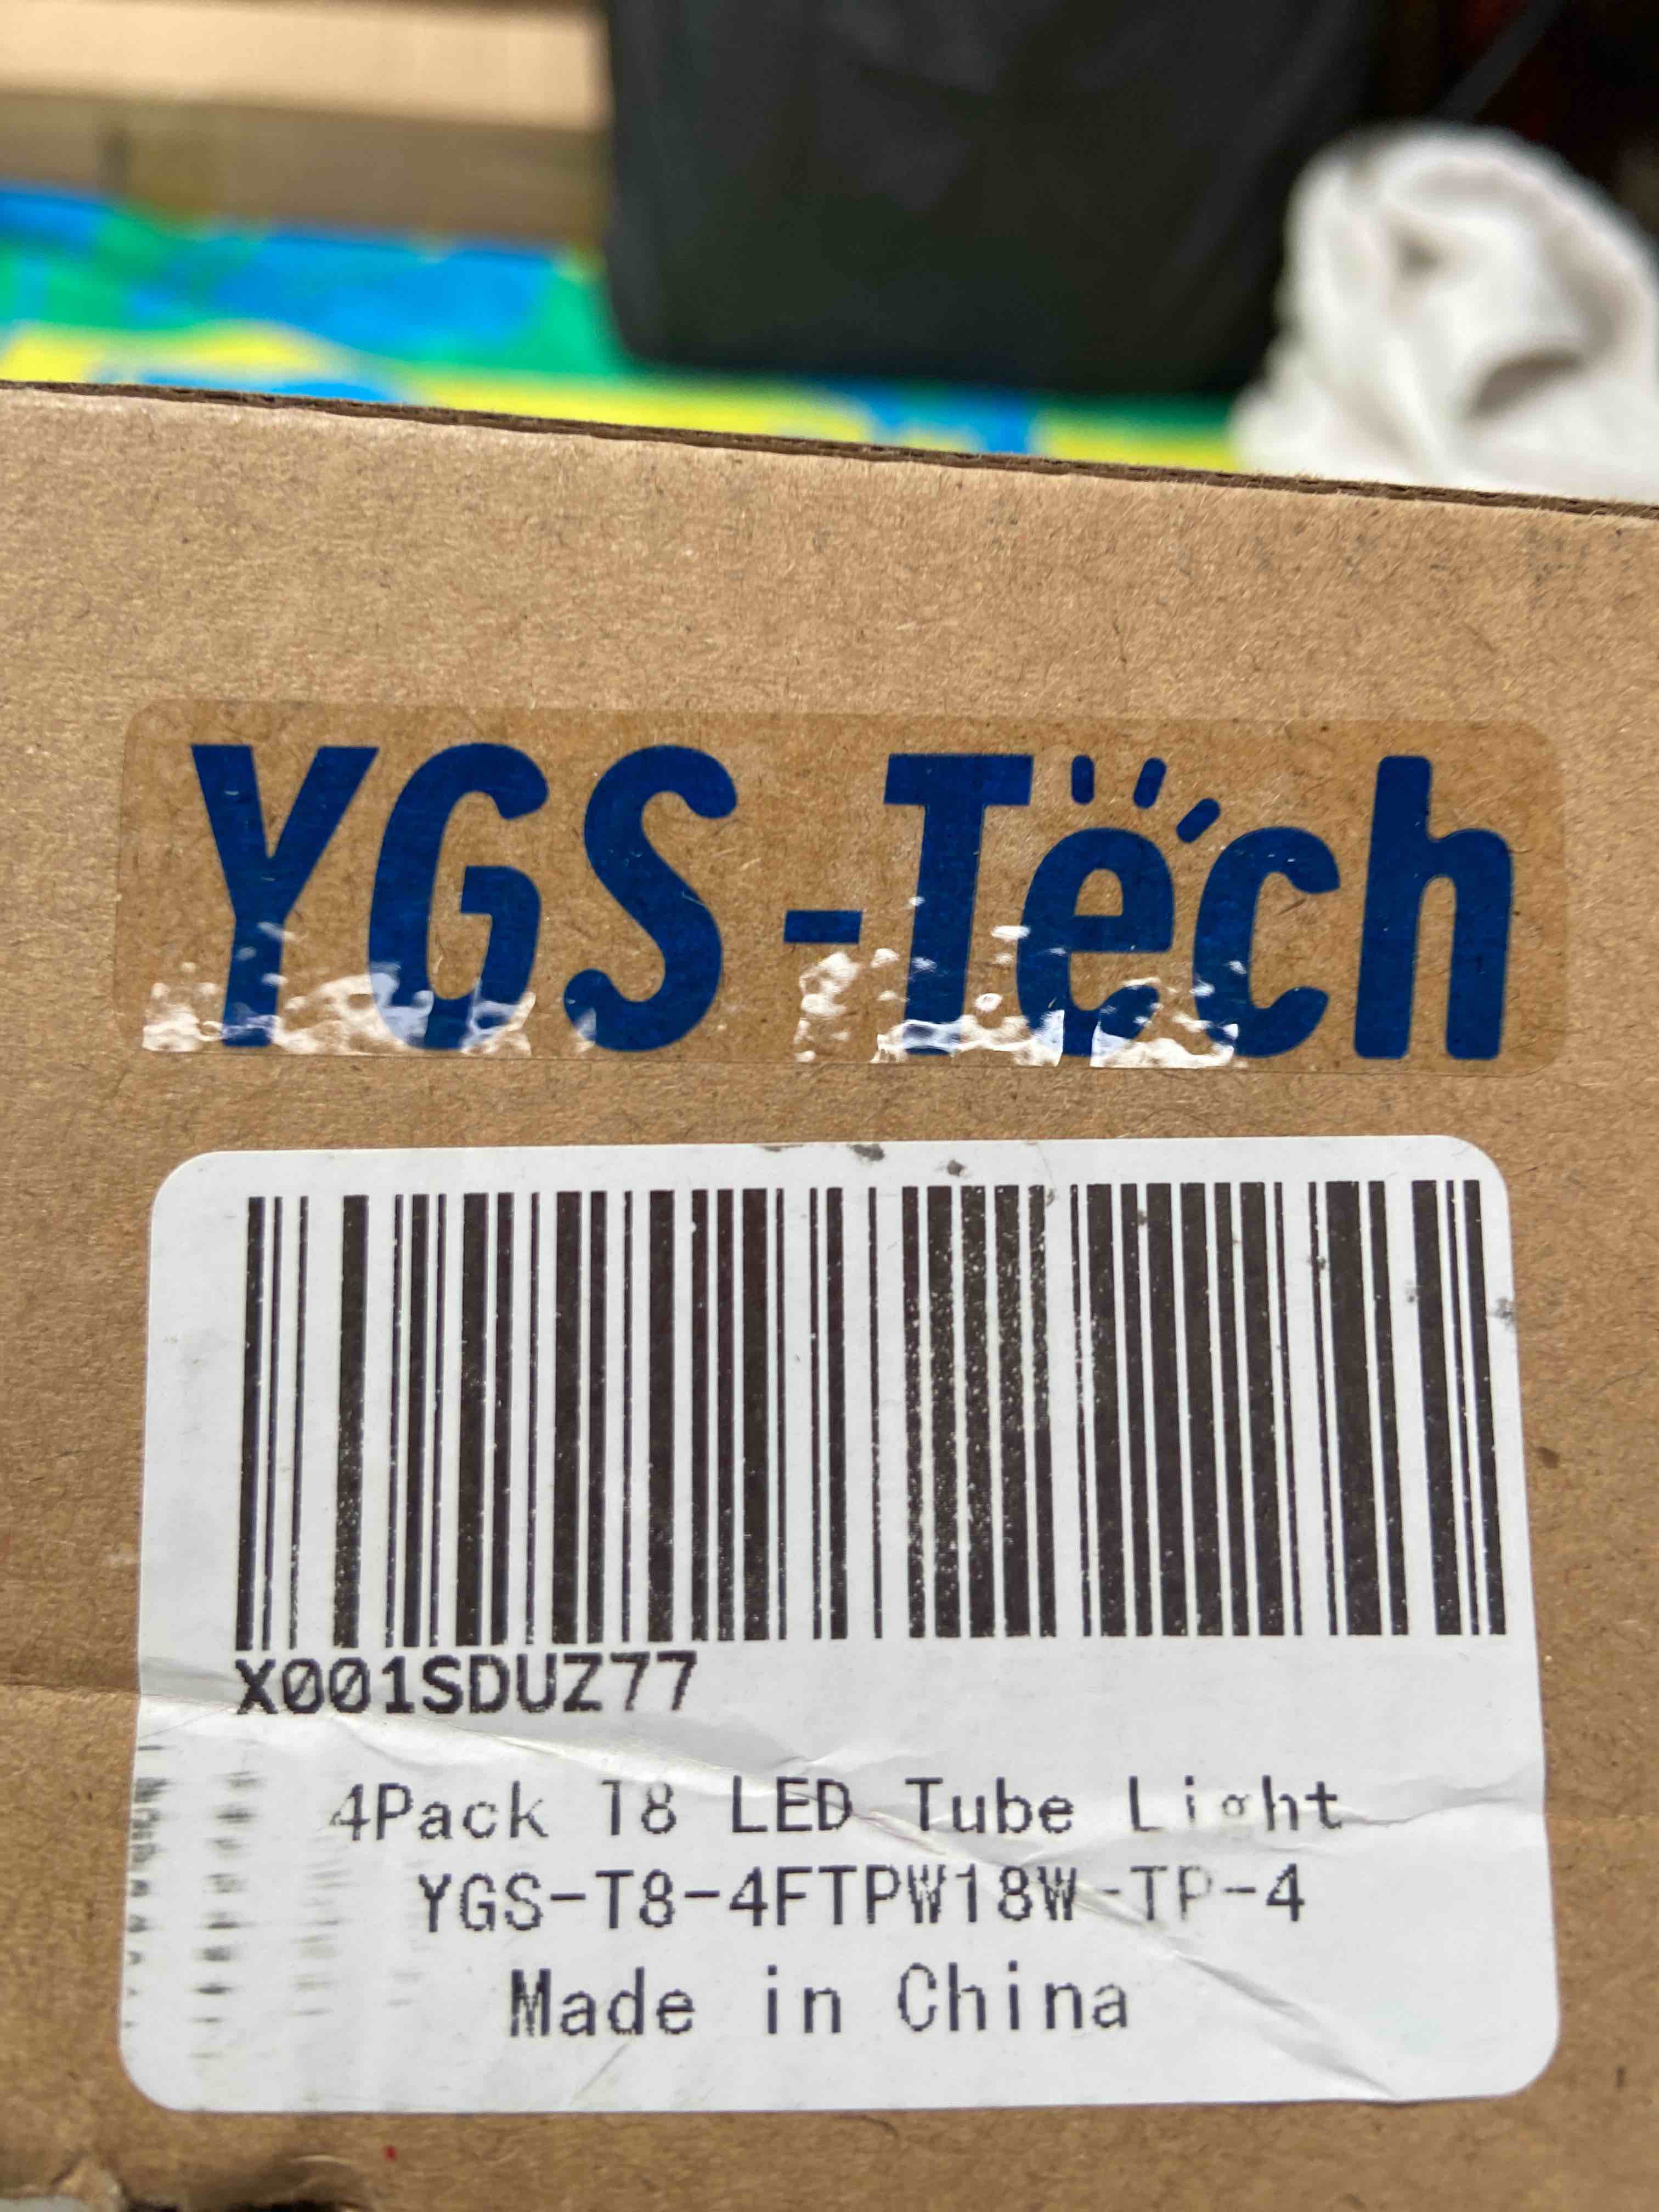 YGS-Tech
X001SDUZ77
4Pack T8 LED Tube Light
YGS-T8-4FTPW18W-TP-4
Made in China